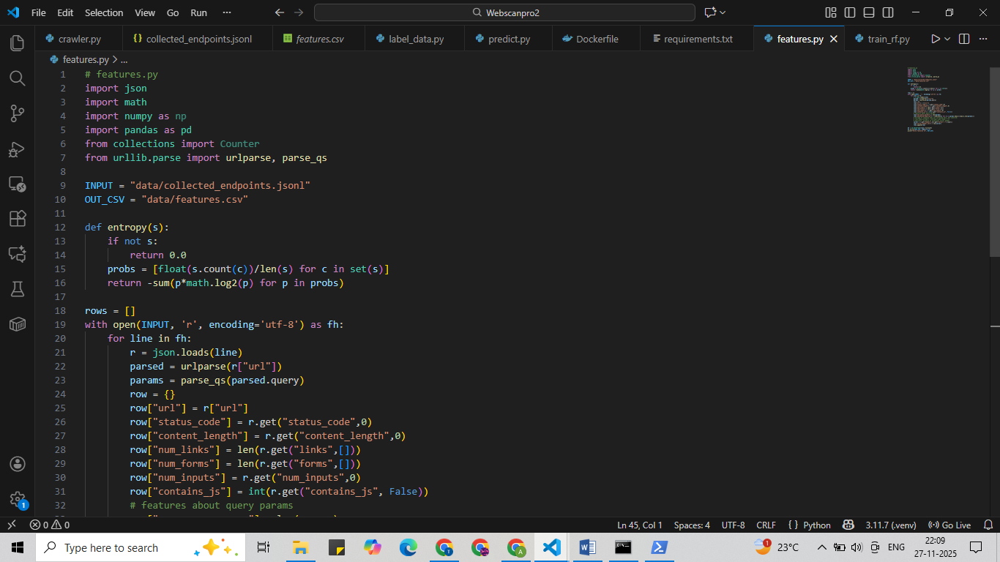 File Edit Selection View Go Run ···
Webscanpro2
crawler.py
{} collected_endpoints.jsonl
features.csv
label_data.py
predict.py
Dockerfile
requirements.txt
features.py
train_rf.py
features.py > ...
1 # features.py
2 import json
3 import math
4 import numpy as np
5 import pandas as pd
6 from collections import Counter
7 from urllib.parse import urlparse, parse_qs
8
9 INPUT = "data/collected_endpoints.jsonl"
10 OUT_CSV = "data/features.csv"
11
12 def entropy(s):
13     if not s:
14         return 0.0
15     probs = [float(s.count(c))/len(s) for c in set(s)]
16     return -sum(p*math.log2(p) for p in probs)
17
18 rows = []
19 with open(INPUT, 'r', encoding='utf-8') as fh:
20     for line in fh:
21         r = json.loads(line)
22         parsed = urlparse(r["url"])
23         params = parse_qs(parsed.query)
24         row = {}
25         row["url"] = r["url"]
26         row["status_code"] = r.get("status_code",0)
27         row["content_length"] = r.get("content_length",0)
28         row["num_links"] = len(r.get("links",[]))
29         row["num_forms"] = len(r.get("forms",[]))
30         row["num_inputs"] = r.get("num_inputs",0)
31         row["contains_js"] = int(r.get("contains_js", False))
32         # features about query params
1
0 0 Ln 45, Col 1 Spaces: 4 UTF-8 CRLF {} Python 3.11.7 (.venv) Go Live
Type here to search
1 23°C ENG 22:09
27-11-2025